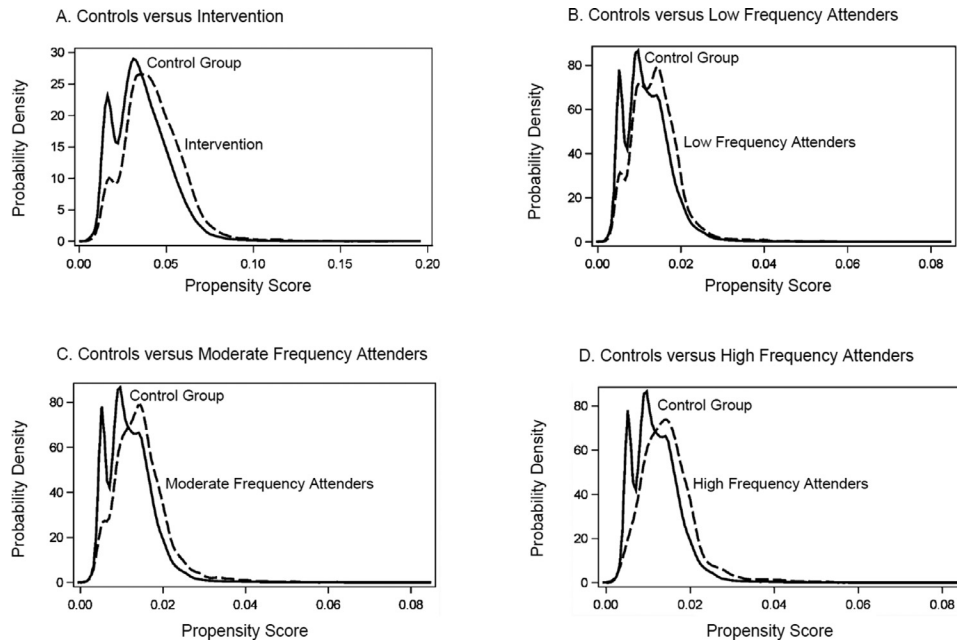 A. Controls versus Intervention
Probability Density
30
25
20
15
10
5
0
Control Group
Intervention
0.00 0.05 0.10 0.15 0.20
Propensity Score
B. Controls versus Low Frequency Attenders
Probability Density
80
60
40
20
0
Control Group
Low Frequency Attenders
0.00 0.02 0.04 0.06 0.08
Propensity Score
C. Controls versus Moderate Frequency Attenders
Probability Density
80
60
40
20
0
Control Group
Moderate Frequency Attenders
0.00 0.02 0.04 0.06 0.08
Propensity Score
D. Controls versus High Frequency Attenders
Probability Density
80
60
40
20
0
Control Group
High Frequency Attenders
0.00 0.02 0.04 0.06 0.08
Propensity Score